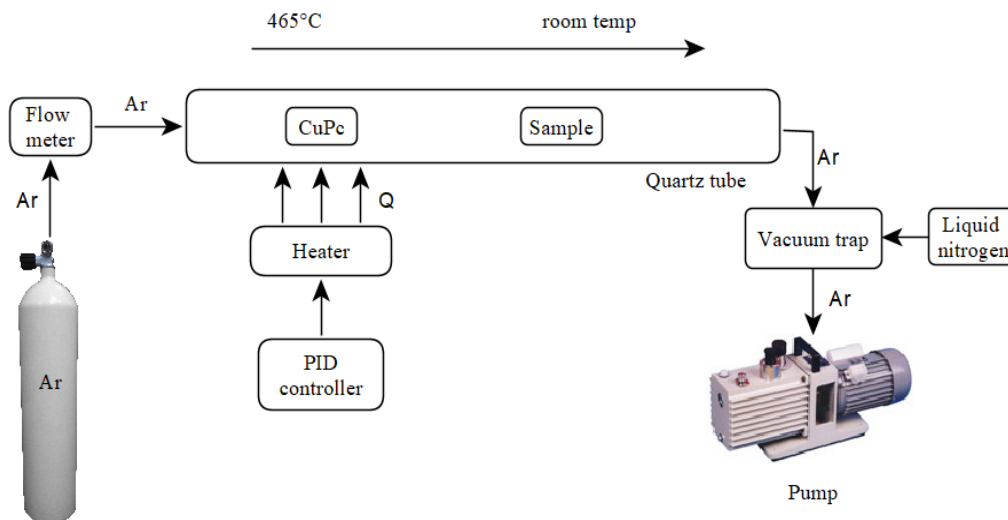 465°C
room temp
Flow
meter
Ar
CuPc
Sample
Ar
Quartz tube
Ar
Q
Heater
Vacuum trap
Liquid
nitrogen
Ar
PID
controller
Ar
Pump